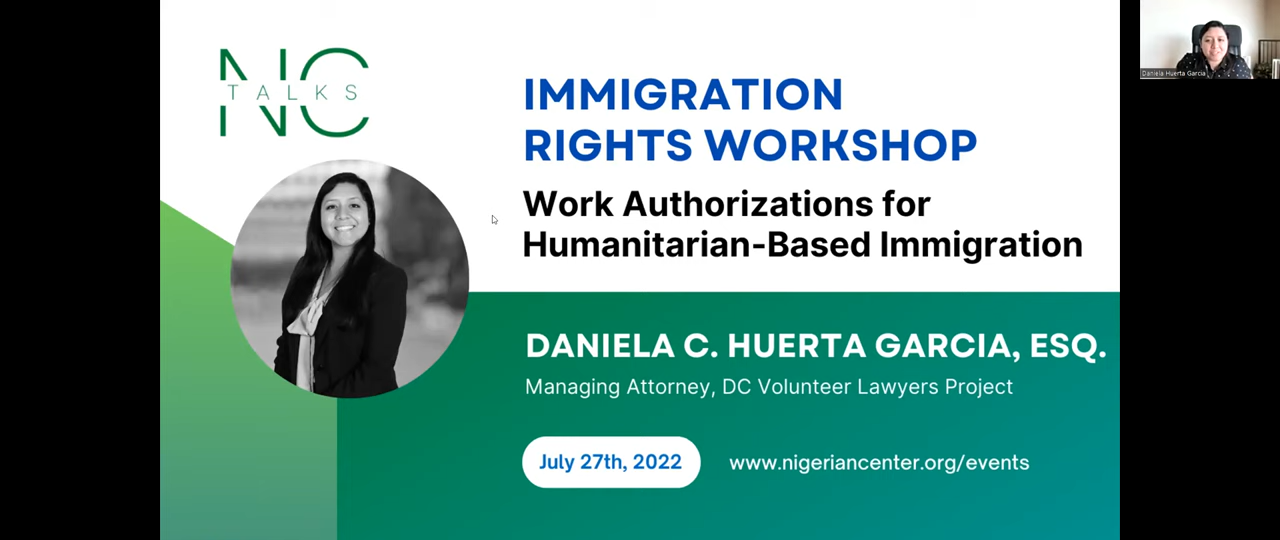 NC
TALKS
IMMIGRATION
RIGHTS WORKSHOP
Work Authorizations for
Humanitarian-Based Immigration
DANIELA C. HUERTA GARCIA, ESQ.
Managing Attorney, DC Volunteer Lawyers Project
July 27th, 2022
www.nigeriancenter.org/events
Daniela Huerta Garcia